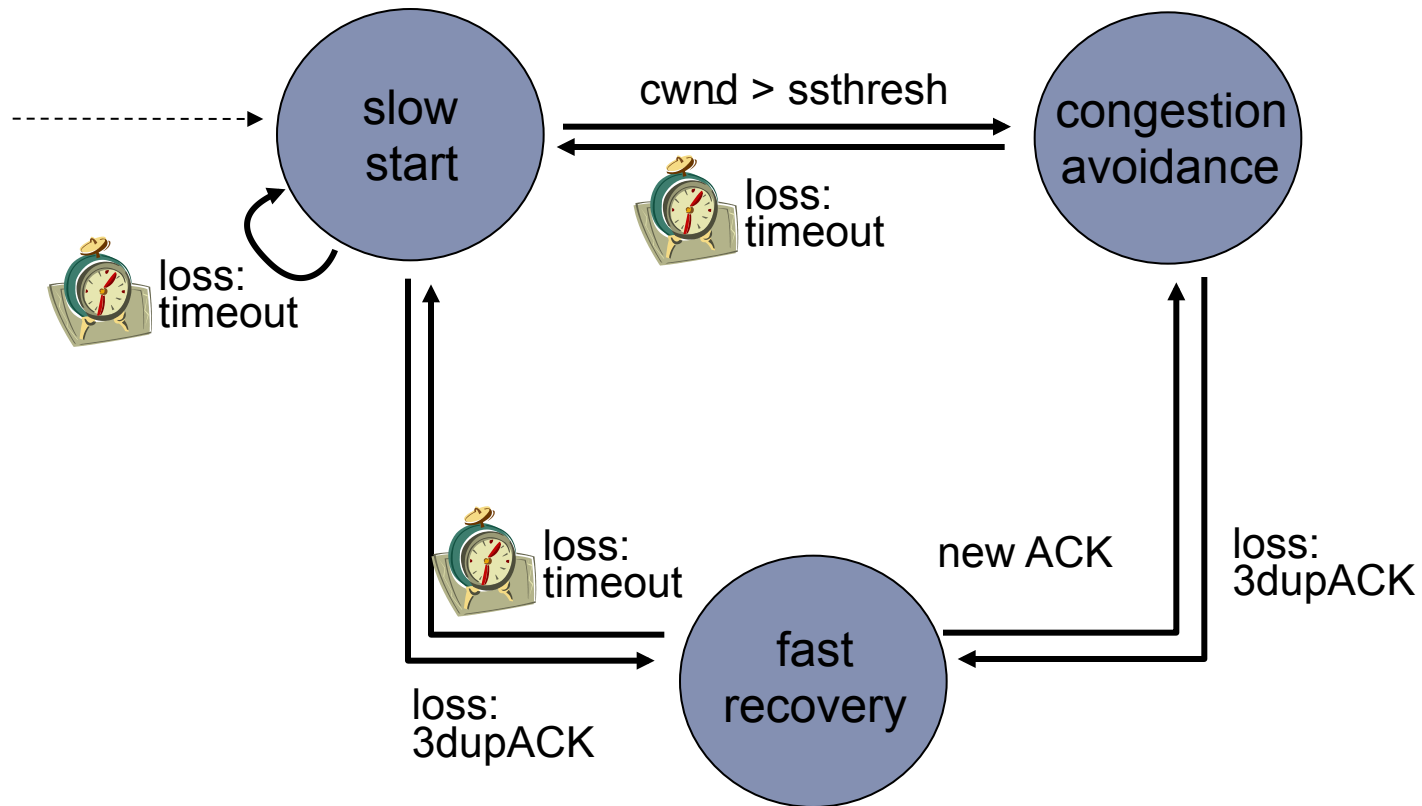 slow
start
cwnd > ssthresh
congestion
avoidance
loss:
timeout
loss:
timeout
loss:
timeout
new ACK
loss:
3dupACK
fast
recovery
loss:
3dupACK